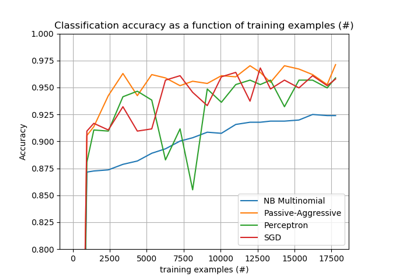 Classification accuracy as a function of training examples (#)
1.000
0.975
0.950
0.925
0.900
0.875
0.850
0.825
0.800
Accuracy
0 2500 5000 7500 10000 12500 15000 17500
training examples (#)
NB Multinomial
Passive-Aggressive
Perceptron
SGD